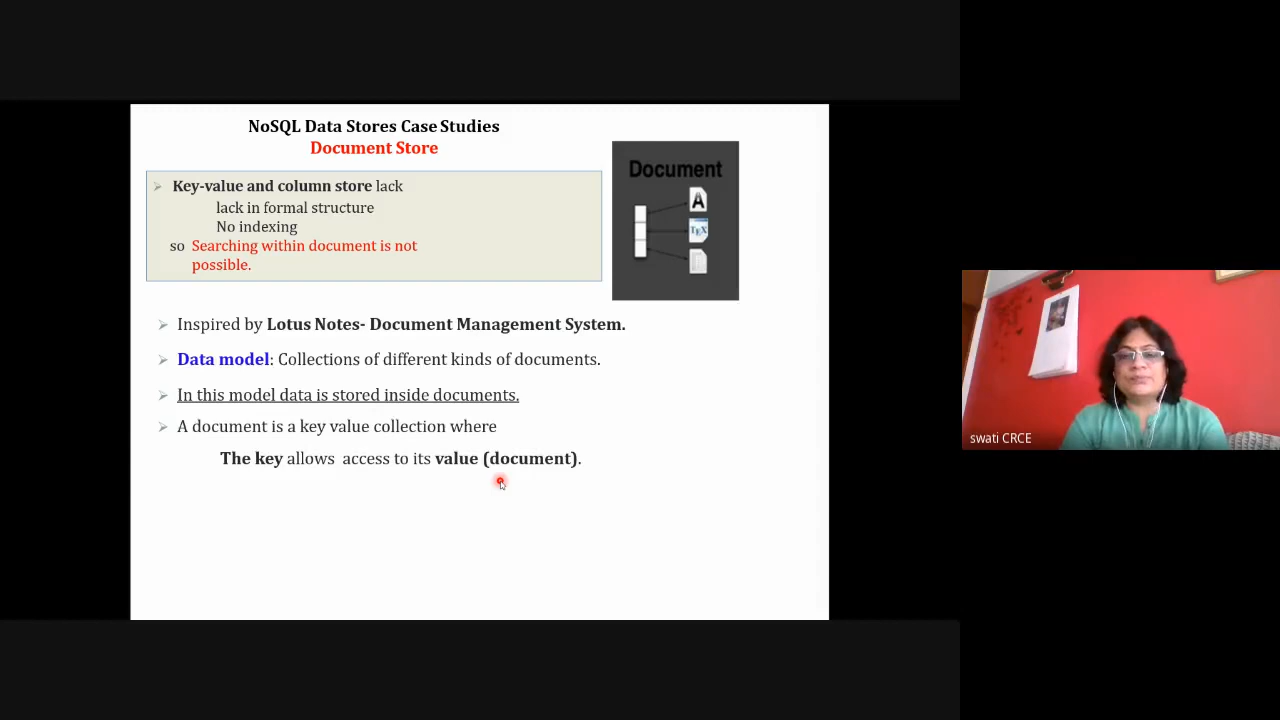 NoSQL Data Stores Case Studies
Document Store
Key-value and column store lack
lack in formal structure
No indexing
so Searching within document is not
possible.
Document
A
TEX
Inspired by Lotus Notes- Document Management System.
Data model: Collections of different kinds of documents.
In this model data is stored inside documents.
A document is a key value collection where
The key allows access to its value (document).
swati CRCE